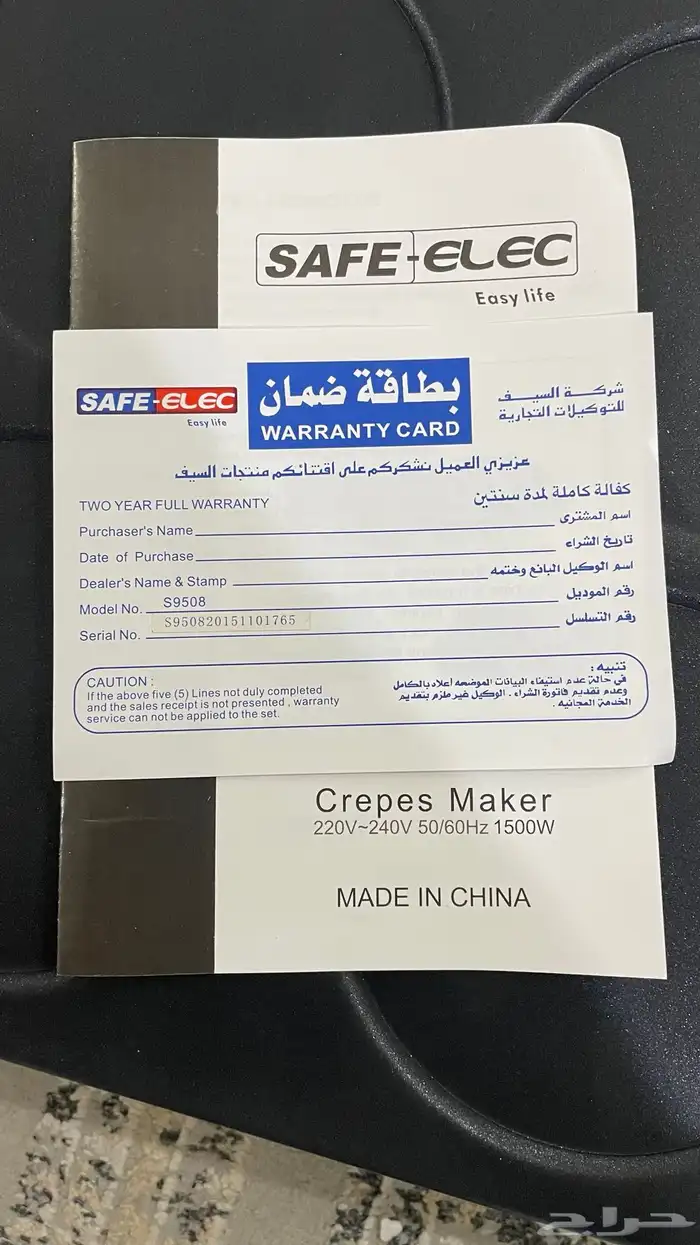 SAFE-ELEC
Easy life
SAFE-ELEC
Easy life
بطاقة ضمان
WARRANTY CARD
شركة السيف
للتوكيلات التجارية
عزيزي العميل نشكركم على اقتنائكم منتجات السيف
TWO YEAR FULL WARRANTY كفالة كاملة لمدة سنتين
Purchaser's Name اسم المشتري
Date of Purchase تاريخ الشراء
Dealer's Name & Stamp اسم الوكيل البائع وختمه
Model No. S9508 رقم الموديل
Serial No. S950820151101765 رقم التسلسل
CAUTION :
If the above five (5) Lines not duly completed
and the sales receipt is not presented , warranty
service can not be applied to the set.
تنبيه :
في حالة عدم استيفاء البيانات الموضحه أعلاه بالكامل
وعدم تقديم فاتورة الشراء . الوكيل غير ملزم بتقديم
الخدمة المجانيه .
Crepes Maker
220V~240V 50/60Hz 1500W
MADE IN CHINA
حراج